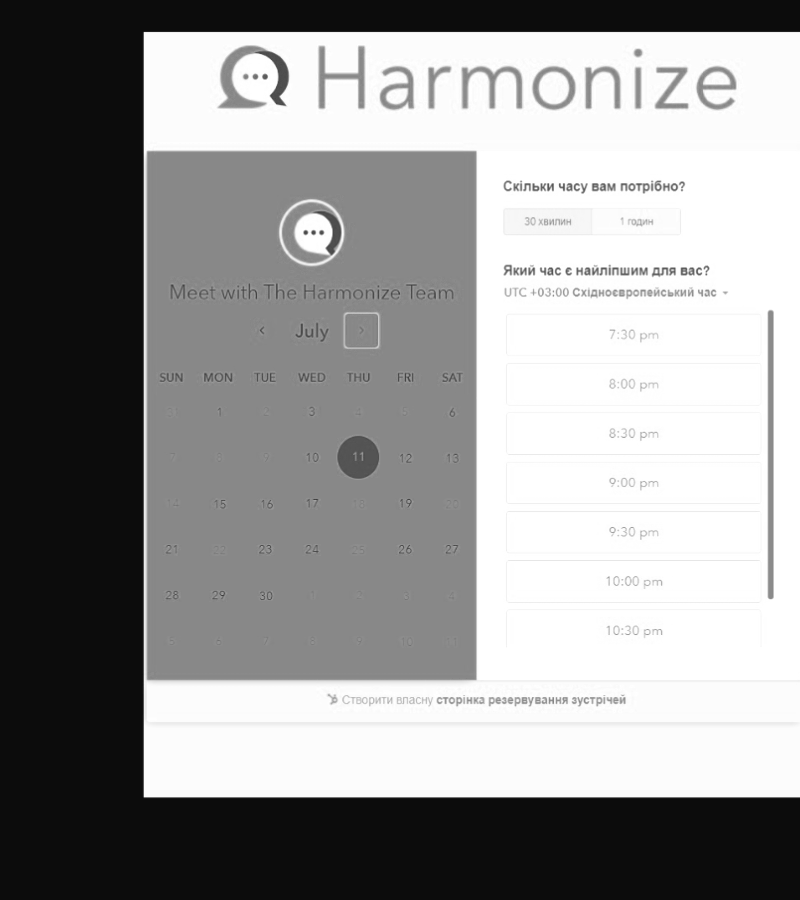 Harmonize
Meet with The Harmonize Team
July
SUN MON TUE WED THU FRI SAT
31 1 2 3 4 5 6
7 8 9 10 11 12 13
14 15 16 17 18 19 20
21 22 23 24 25 26 27
28 29 30 1 2 3 4
5 6 7 8 9 10 11
Скільки часу вам потрібно?
30 хвилин 1 годин
Який час є найліпшим для вас?
UTC +03:00 Східноєвропейський час
7:30 pm
8:00 pm
8:30 pm
9:00 pm
9:30 pm
10:00 pm
10:30 pm
Створити власну сторінка резервування зустрічей